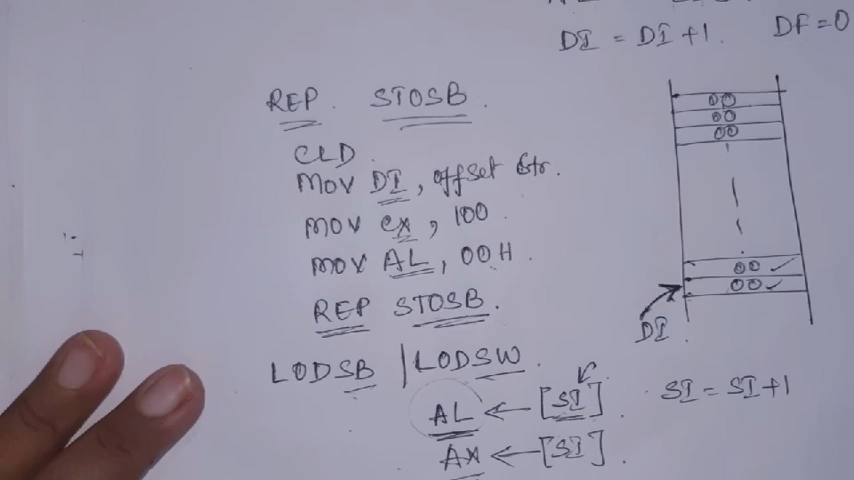 DI = DI +1. DF = 0
REP. STOSB.
CLD.
MOV DI, offset Str.
MOV CX, 100.
MOV AL, 00H.
REP STOSB.
LODSB | LODSW.
AL ← [SI]. SI = SI+1
AX ← [SI].
00
00
00
00 ✓
00 ✓
DI.